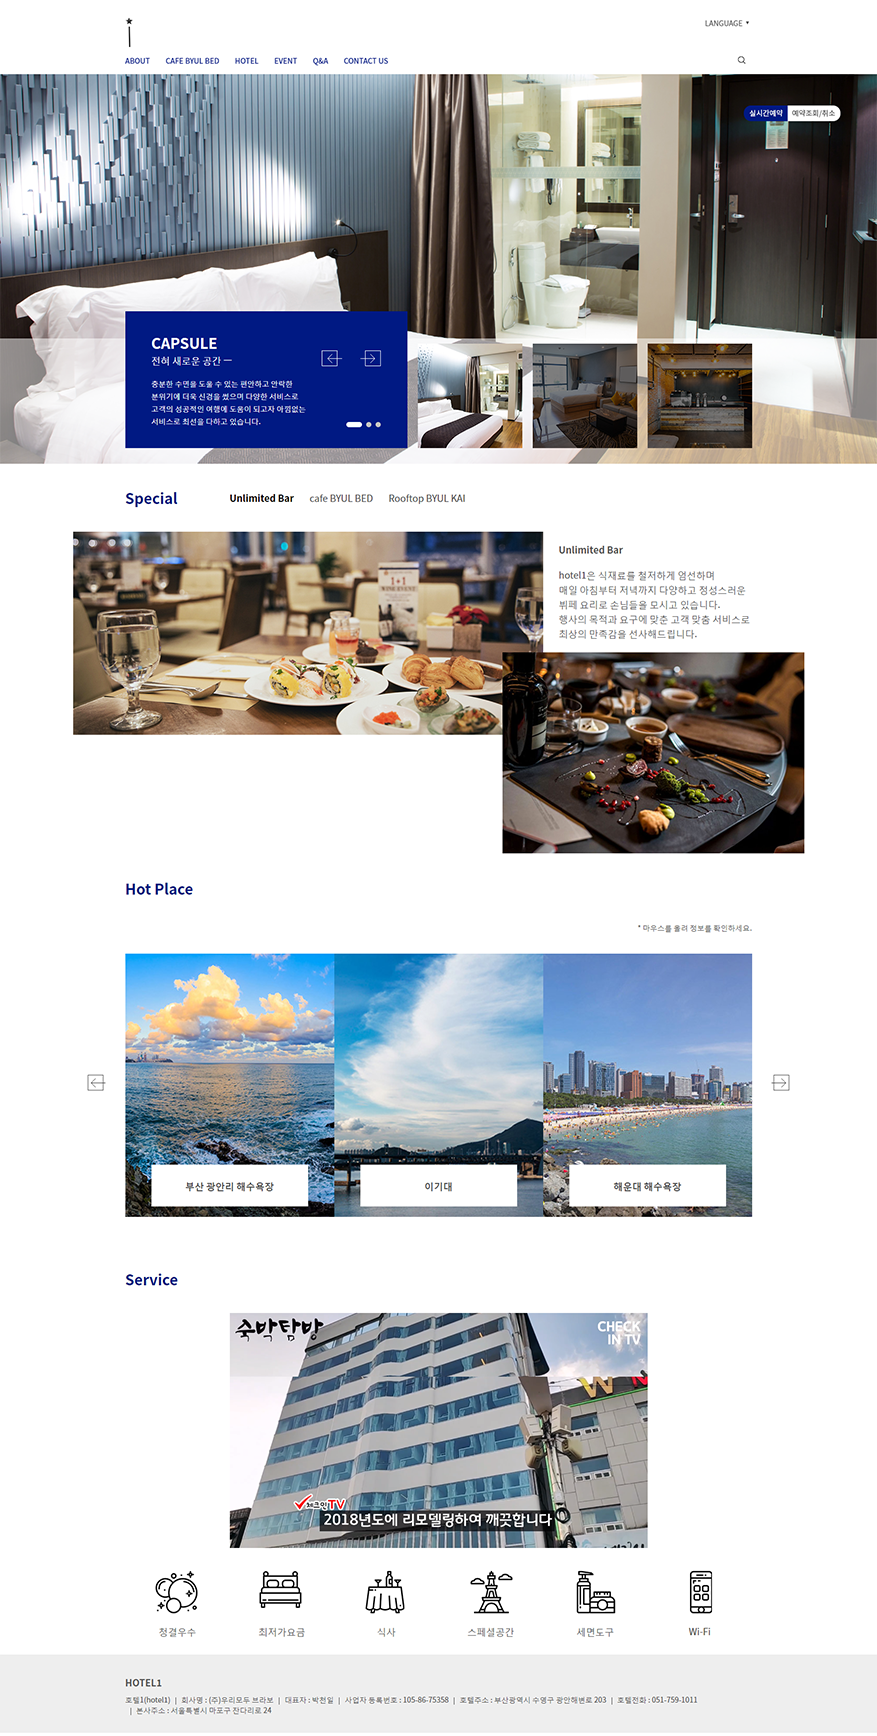 LANGUAGE ▾
ABOUT CAFE BYUL BED HOTEL EVENT Q&A CONTACT US
실시간예약 예약조회/취소
CAPSULE
전혀 새로운 공간 ー
충분한 수면을 도울 수 있는 편안하고 안락한
분위기에 더욱 신경을 썼으며 다양한 서비스로
고객의 성공적인 여행에 도움이 되고자 아낌없는
서비스로 최선을 다하고 있습니다.
Special Unlimited Bar cafe BYUL BED Rooftop BYUL KAI
Unlimited Bar
hotel1은 식재료를 철저하게 엄선하며
매일 아침부터 저녁까지 다양하고 정성스러운
뷔페 요리로 손님들을 모시고 있습니다.
행사의 목적과 요구에 맞춘 고객 맞춤 서비스로
최상의 만족감을 선사해드립니다.
1+1
Hot Place
* 마우스를 올려 정보를 확인하세요.
부산 광안리 해수욕장 이기대 해운대 해수욕장
Service
숙박탐방
CHECK
IN TV
체크인TV
2018년도에 리모델링하여 깨끗합니다
청결우수 최저가요금 식사 스페셜공간 세면도구 Wi-Fi
HOTEL1
호텔1(hotel1) | 회사명 : (주)우리모두 브라보 | 대표자 : 박천일 | 사업자 등록번호 : 105-86-75358 | 호텔주소 : 부산광역시 수영구 광안해변로 203 | 호텔전화 : 051-759-1011
| 본사주소 : 서울특별시 마포구 잔다리로 24